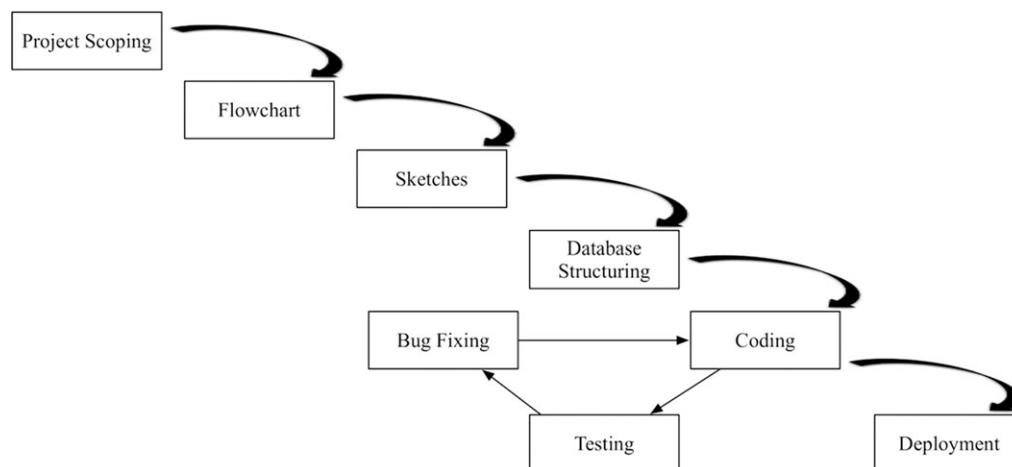 Project Scoping
Flowchart
Sketches
Database
Structuring
Bug Fixing
Coding
Testing
Deployment